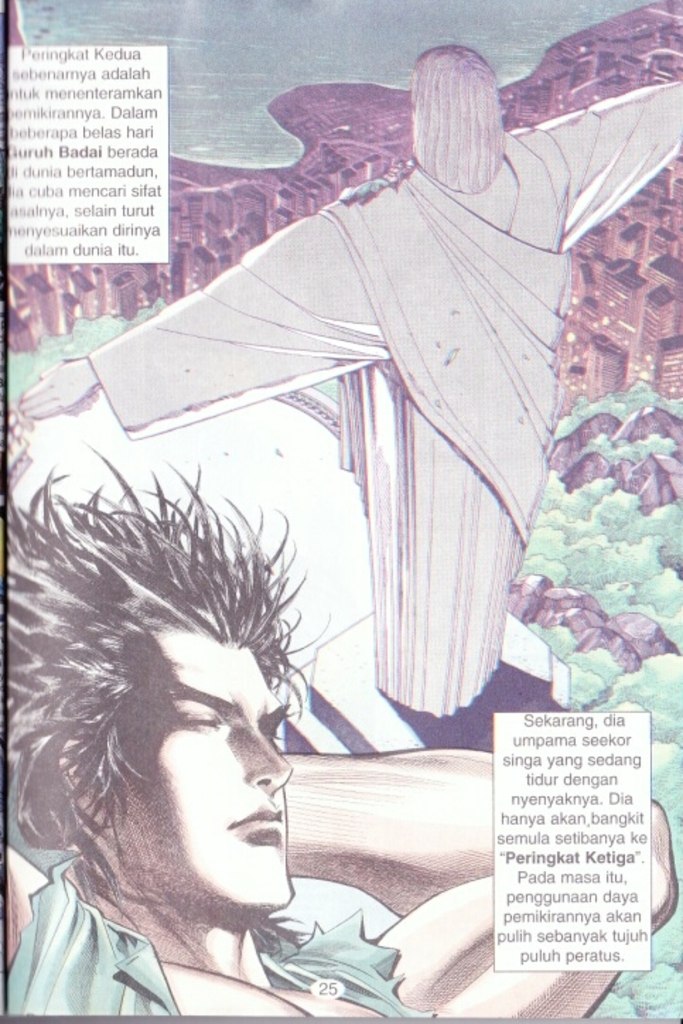 Peringkat Kedua
sebenarnya adalah
ntuk menenteramkan
emikirannya. Dalam
beberapa belas hari
Guruh Badai berada
di dunia bertamadun,
ia cuba mencari sifat
asalnya, selain turut
menyesuaikan dirinya
dalam dunia itu.
Sekarang, dia
umpama seekor
singa yang sedang
tidur dengan
nyenyaknya. Dia
hanya akan bangkit
semula setibanya ke
"Peringkat Ketiga".
Pada masa itu,
penggunaan daya
pemikirannya akan
pulih sebanyak tujuh
puluh peratus.
25